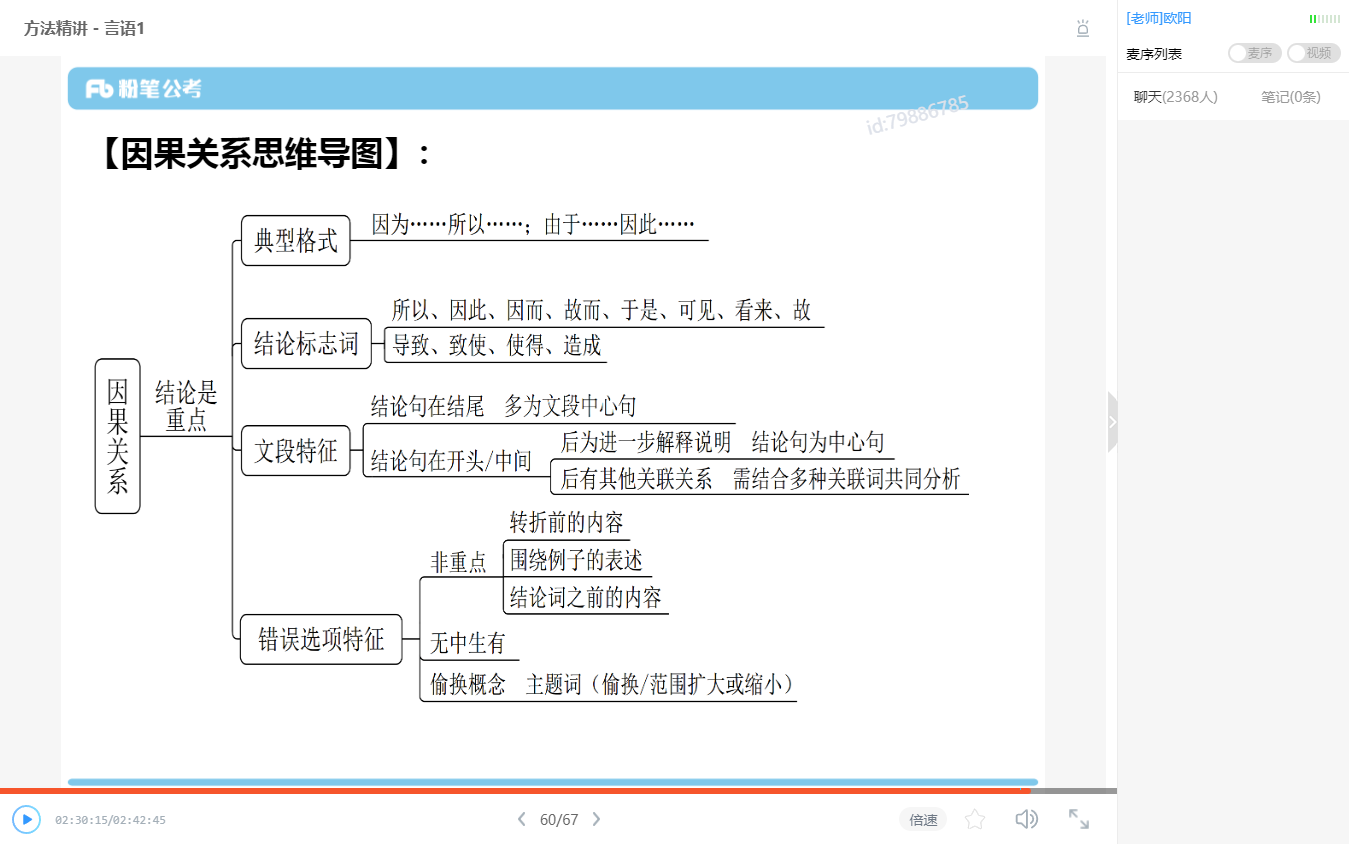 方法精讲 - 言语1
[老师]欧阳
麦序列表
麦序
视频
聊天(2368人)
笔记(0条)
粉笔公考
id:79886785
【因果关系思维导图】：
因果关系
结论是
重点
典型格式
因为……所以……；由于……因此……
结论标志词
所以、因此、因而、故而、于是、可见、看来、故
导致、致使、使得、造成
文段特征
结论句在结尾 多为文段中心句
结论句在开头/中间
后为进一步解释说明 结论句为中心句
后有其他关联关系 需结合多种关联词共同分析
错误选项特征
非重点
转折前的内容
围绕例子的表述
结论词之前的内容
无中生有
偷换概念 主题词（偷换/范围扩大或缩小）
02:30:15/02:42:45
60/67
倍速